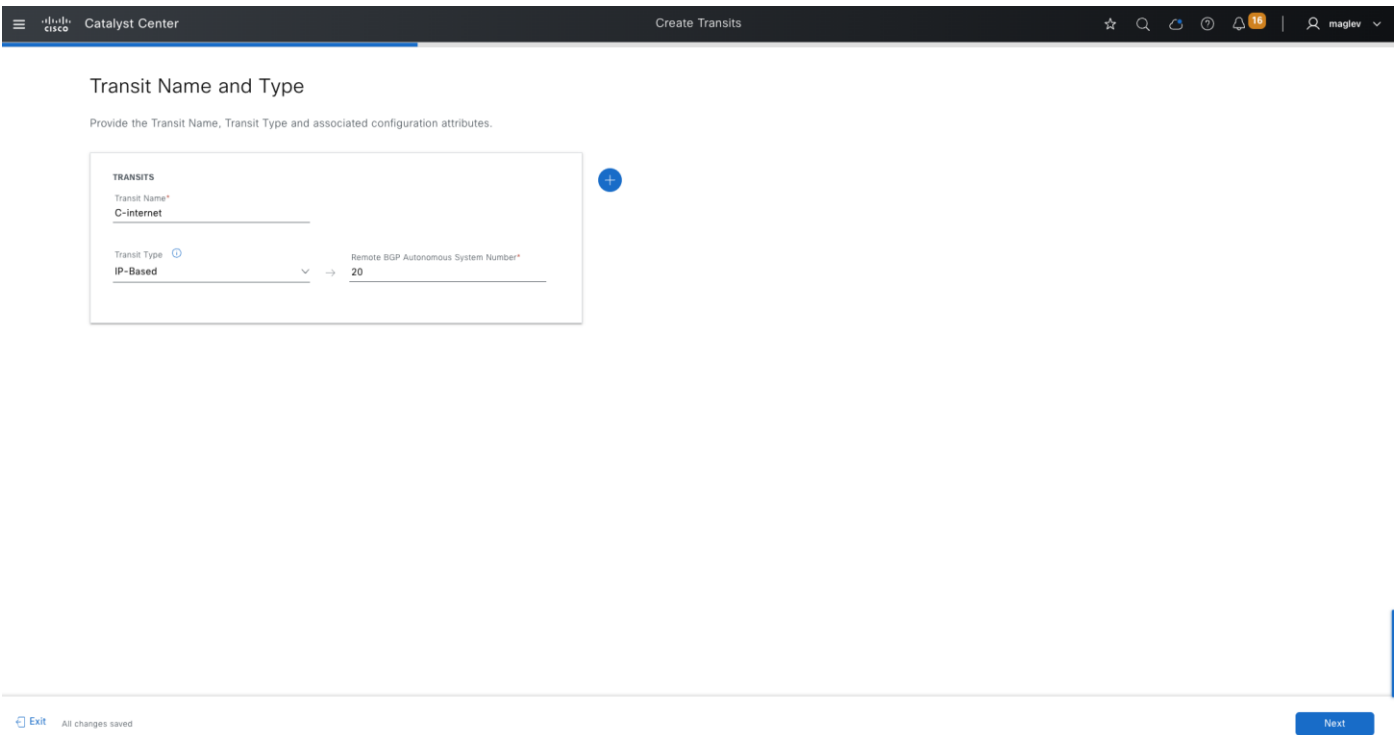 cisco Catalyst Center Create Transits 16 maglev
Transit Name and Type
Provide the Transit Name, Transit Type and associated configuration attributes.
TRANSITS
Transit Name*
C-internet
Transit Type Remote BGP Autonomous System Number*
IP-Based → 20
Exit All changes saved Next